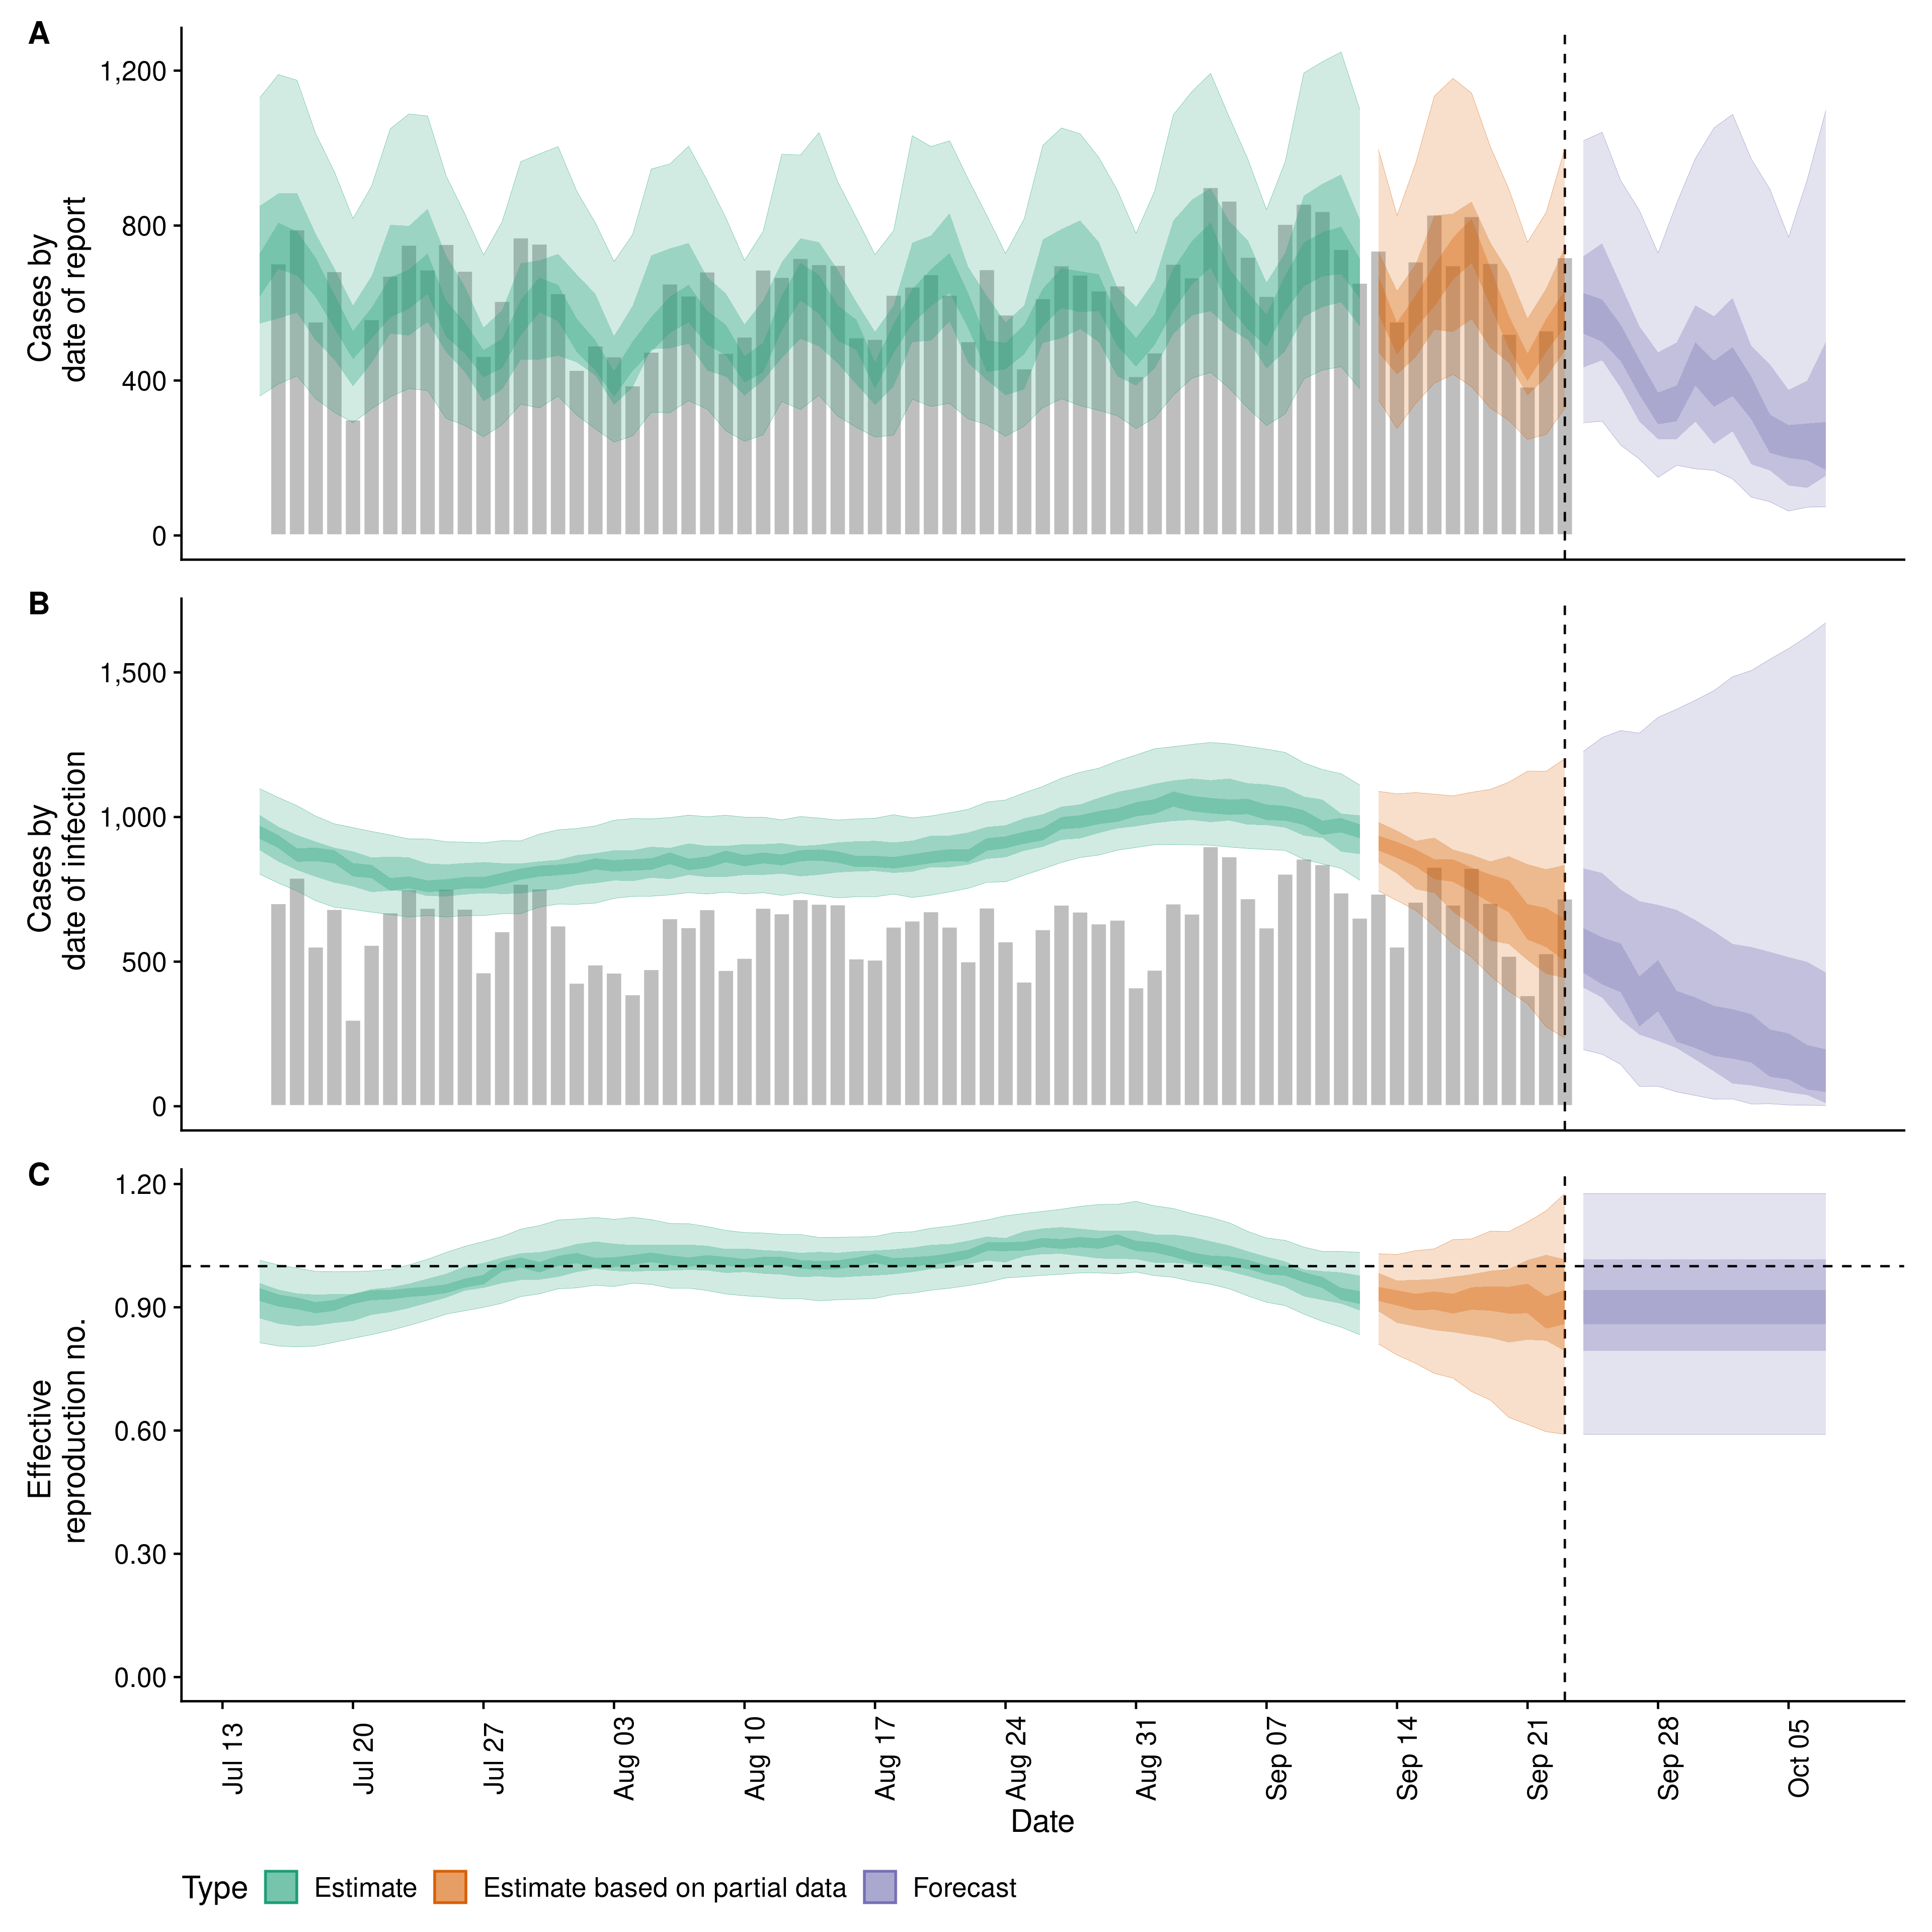 A
Cases by
date of report
1,200
800
400
0
B
Cases by
date of infection
1,500
1,000
500
0
C
Effective
reproduction no.
1.20
0.90
0.60
0.30
0.00
Jul 13
Jul 20
Jul 27
Aug 03
Aug 10
Aug 17
Aug 24
Aug 31
Sep 07
Sep 14
Sep 21
Sep 28
Oct 05
Date
Type Estimate Estimate based on partial data Forecast